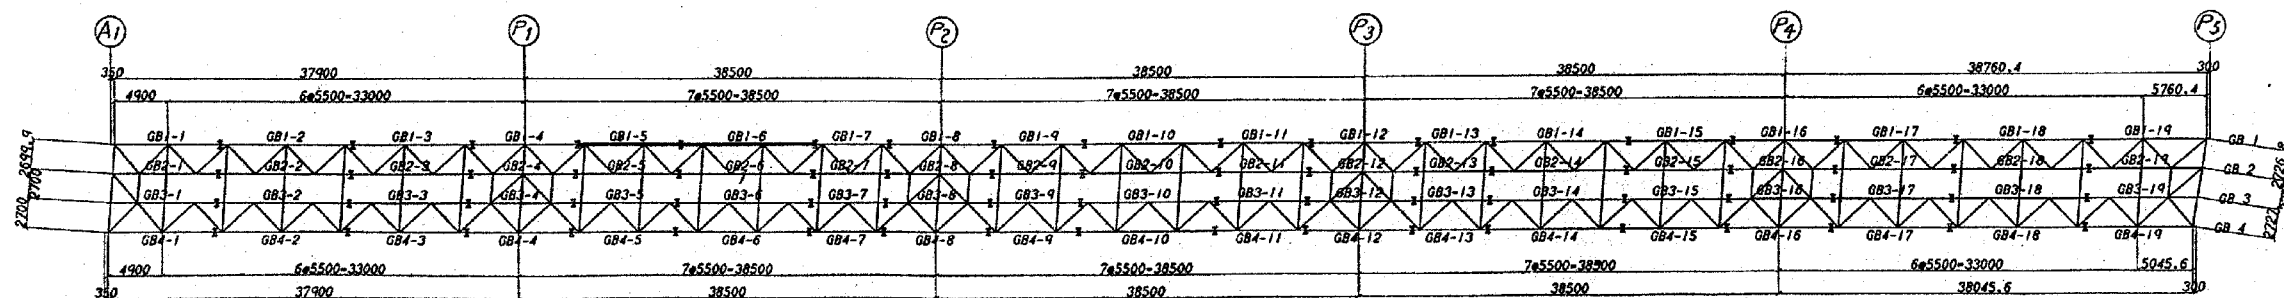 A1 P1 P2 P3 P4 P5
350 37900 38500 38500 38500 38760.4 300
4900 6@5500=33000 7@5500=38500 7@5500=38500 7@5500=38500 6@5500=33000 5760.4
GB1-1 GB1-2 GB1-3 GB1-4 GB1-5 GB1-6 GB1-7 GB1-8 GB1-9 GB1-10 GB1-11 GB1-12 GB1-13 GB1-14 GB1-15 GB1-16 GB1-17 GB1-18 GB1-19 GB 1
2699.9
GB2-1 GB2-2 GB2-3 GB2-4 GB2-5 GB2-6 GB2-7 GB2-8 GB2-9 GB2-10 GB2-11 GB2-12 GB2-13 GB2-14 GB2-15 GB2-16 GB2-17 GB2-18 GB2-19 GB 2
2700 2026.8
GB3-1 GB3-2 GB3-3 GB3-4 GB3-5 GB3-6 GB3-7 GB3-8 GB3-9 GB3-10 GB3-11 GB3-12 GB3-13 GB3-14 GB3-15 GB3-16 GB3-17 GB3-18 GB3-19 GB 3
2700 2727
GB4-1 GB4-2 GB4-3 GB4-4 GB4-5 GB4-6 GB4-7 GB4-8 GB4-9 GB4-10 GB4-11 GB4-12 GB4-13 GB4-14 GB4-15 GB4-16 GB4-17 GB4-18 GB4-19 GB 4
4900 6@5500=33000 7@5500=38500 7@5500=38500 7@5500=38500 6@5500=33000 5045.6
350 37900 38500 38500 38500 38045.6 300